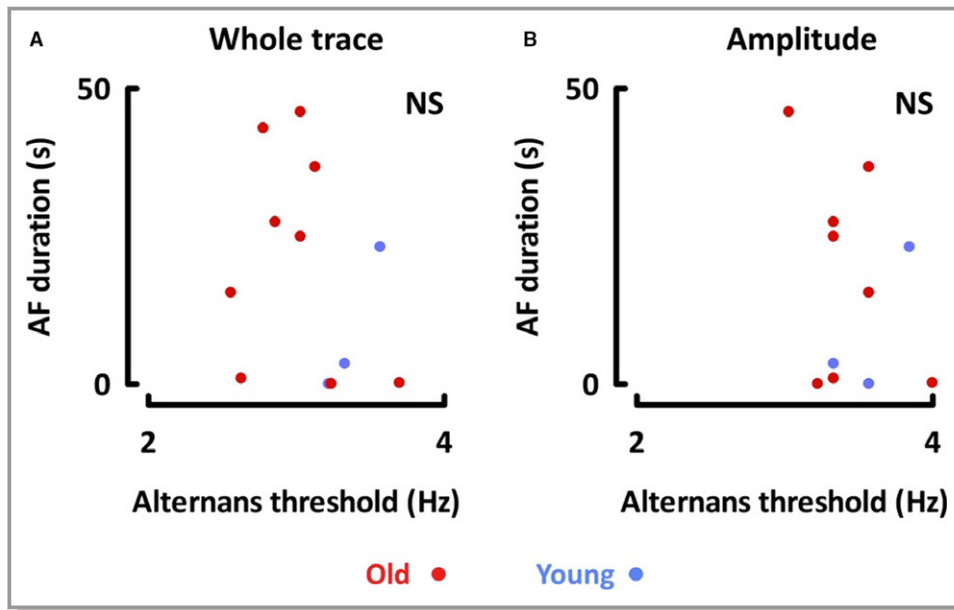 A Whole trace
50
NS
AF duration (s)
0
2 4
Alternans threshold (Hz)
B Amplitude
50
NS
AF duration (s)
0
2 4
Alternans threshold (Hz)
Old Young